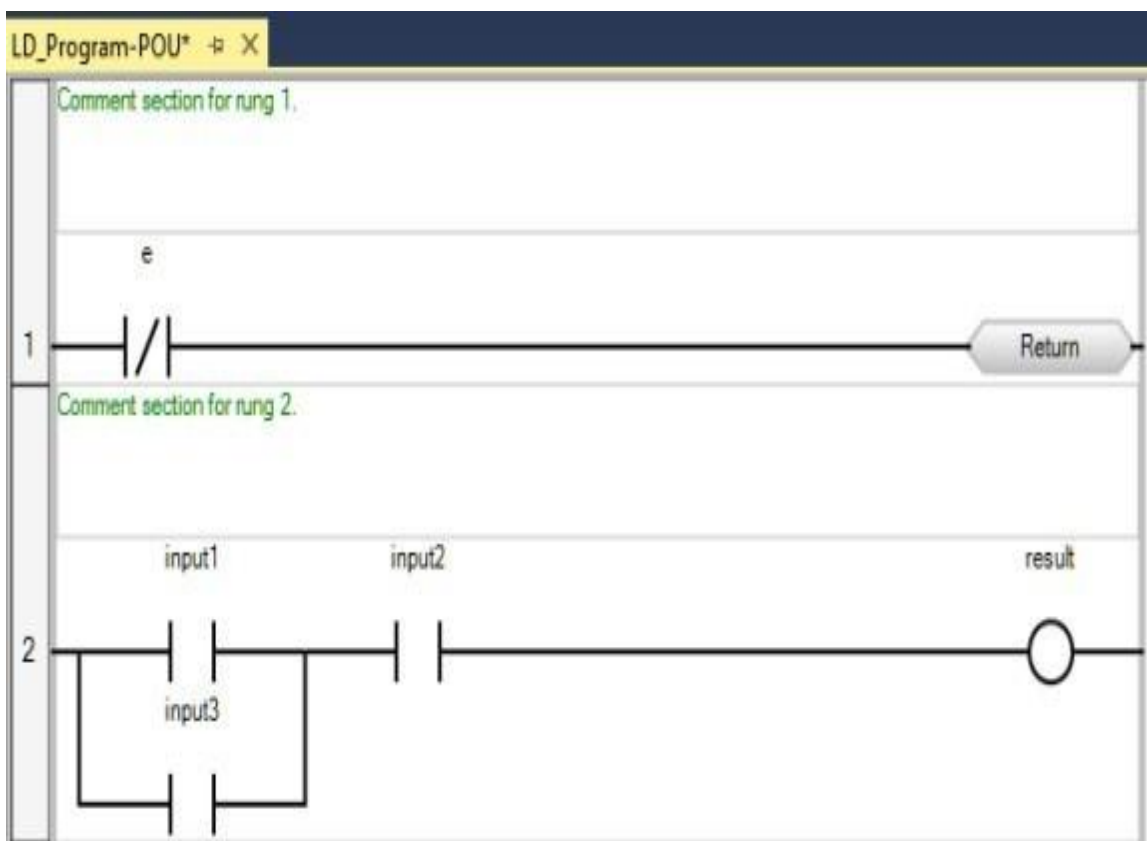 LD_Program-POU*
Comment section for rung 1.
e
1
Return
Comment section for rung 2.
input1 input2 result
2
input3